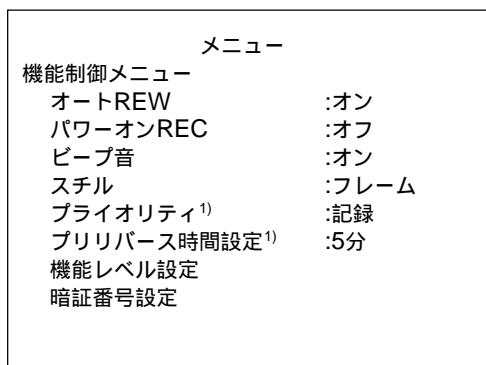 メニュー
機能制御メニュー
オートREW :オン
パワーオンREC :オフ
ビープ音 :オン
スチル :フレーム
プライオリティ1) :記録
プリリバース時間設定1) :5分
機能レベル設定
暗証番号設定